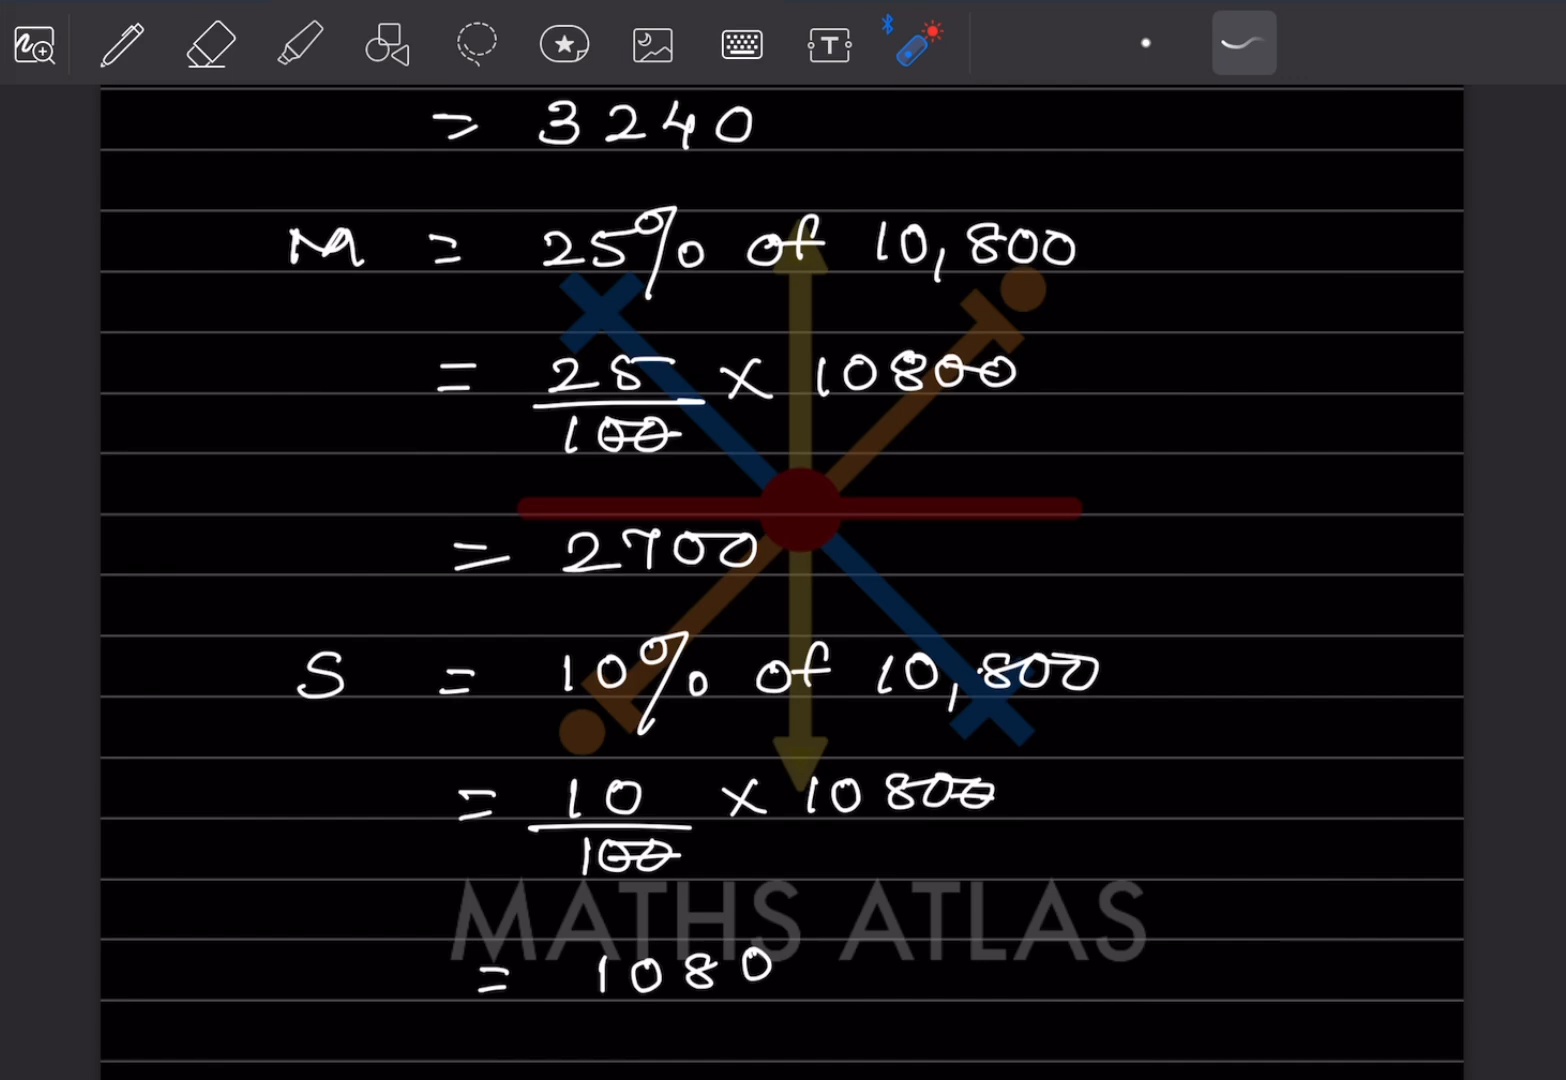 = 3240
M = 25% of 10,800
= 25/100 × 10800
= 2700
S = 10% of 10,800
= 10/100 × 10800
MATHS ATLAS
= 1080